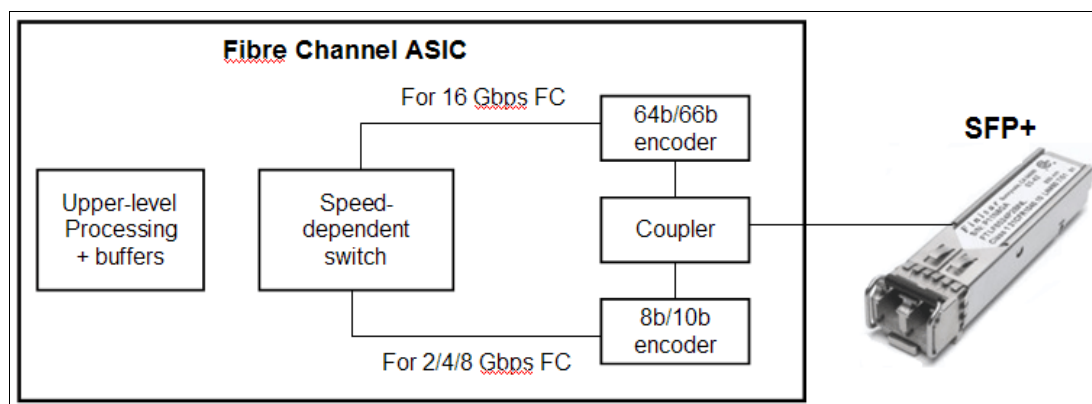 Fibre Channel ASIC
For 16 Gbps FC
64b/66b
encoder
SFP+
Upper-level
Processing
+ buffers
Speed-
dependent
switch
Coupler
8b/10b
encoder
For 2/4/8 Gbps FC
Finisar